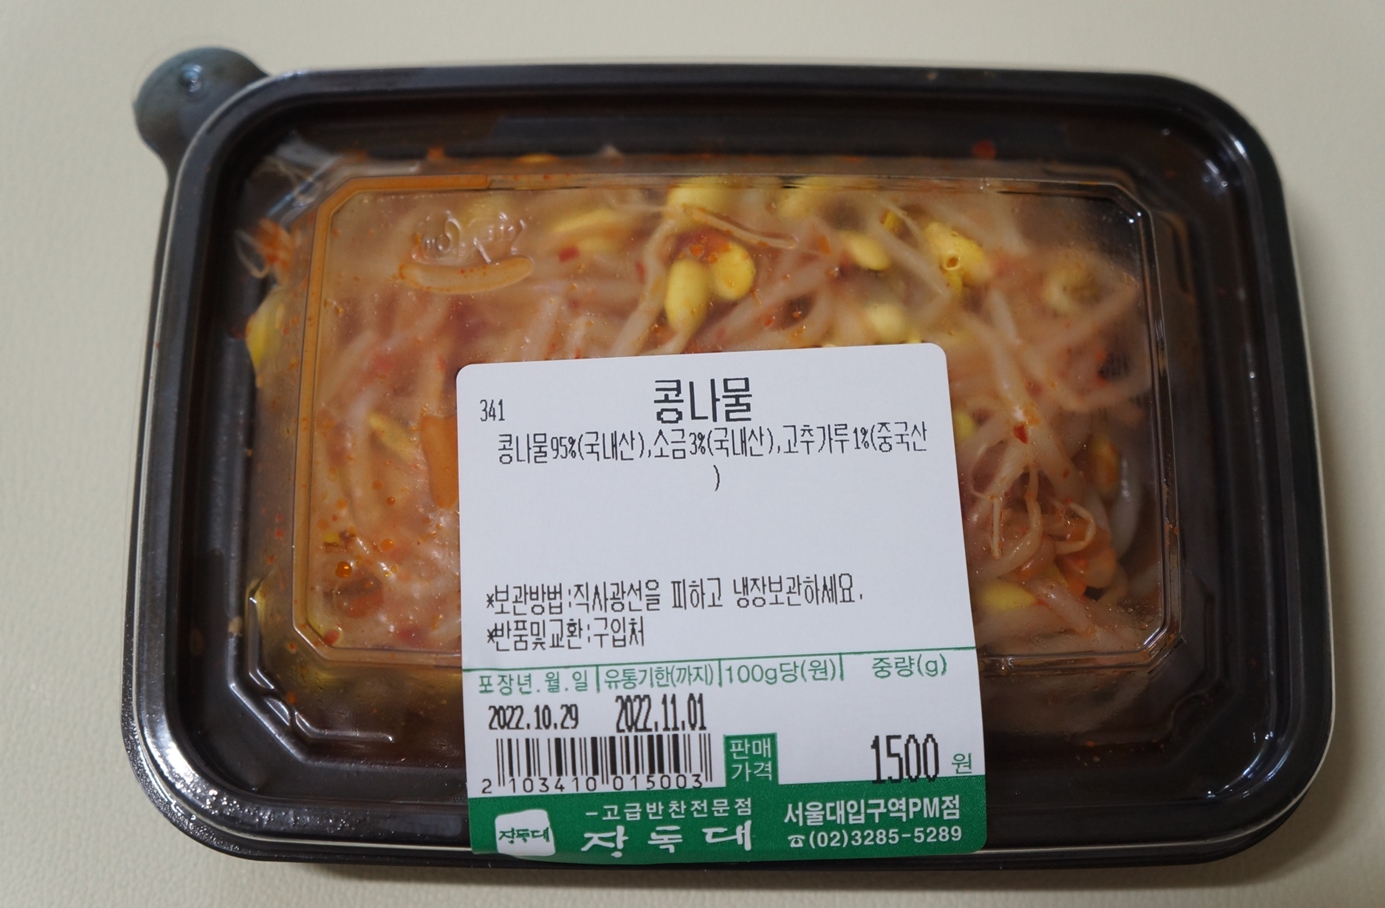 콩나물
341
콩나물95%(국내산),소금3%(국내산),고추가루1%(중국산
)
*보관방법:직사광선을 피하고 냉장보관하세요.
*반품및교환:구입처
포장년.월.일 유통기한(까지) 100g당(원) 중량(g)
2022.10.29 2022.11.01
2 103410 015003
판매
가격
1500 원
장독대
-고급반찬전문점
장독대
서울대입구역PM점
☎(02)3285-5289